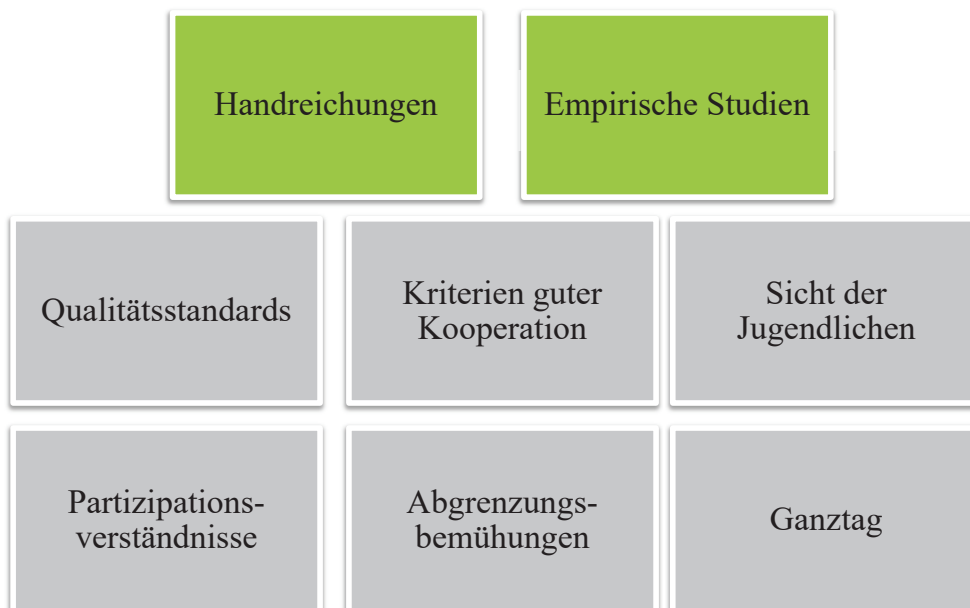 Handreichungen
Empirische Studien
Qualitätsstandards
Kriterien guter
Kooperation
Sicht der
Jugendlichen
Partizipations-
verständnisse
Abgrenzungs-
bemühungen
Ganztag